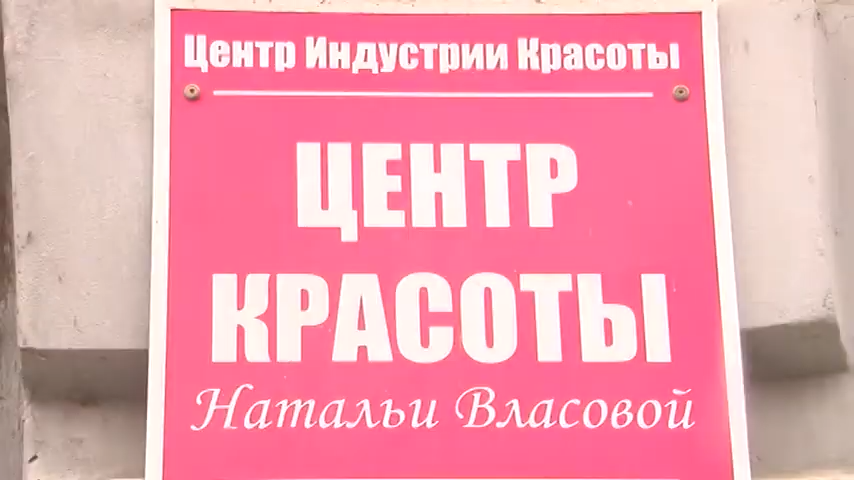 Центр Индустрии Красоты
ЦЕНТР
КРАСОТЫ
Натальи Власовой